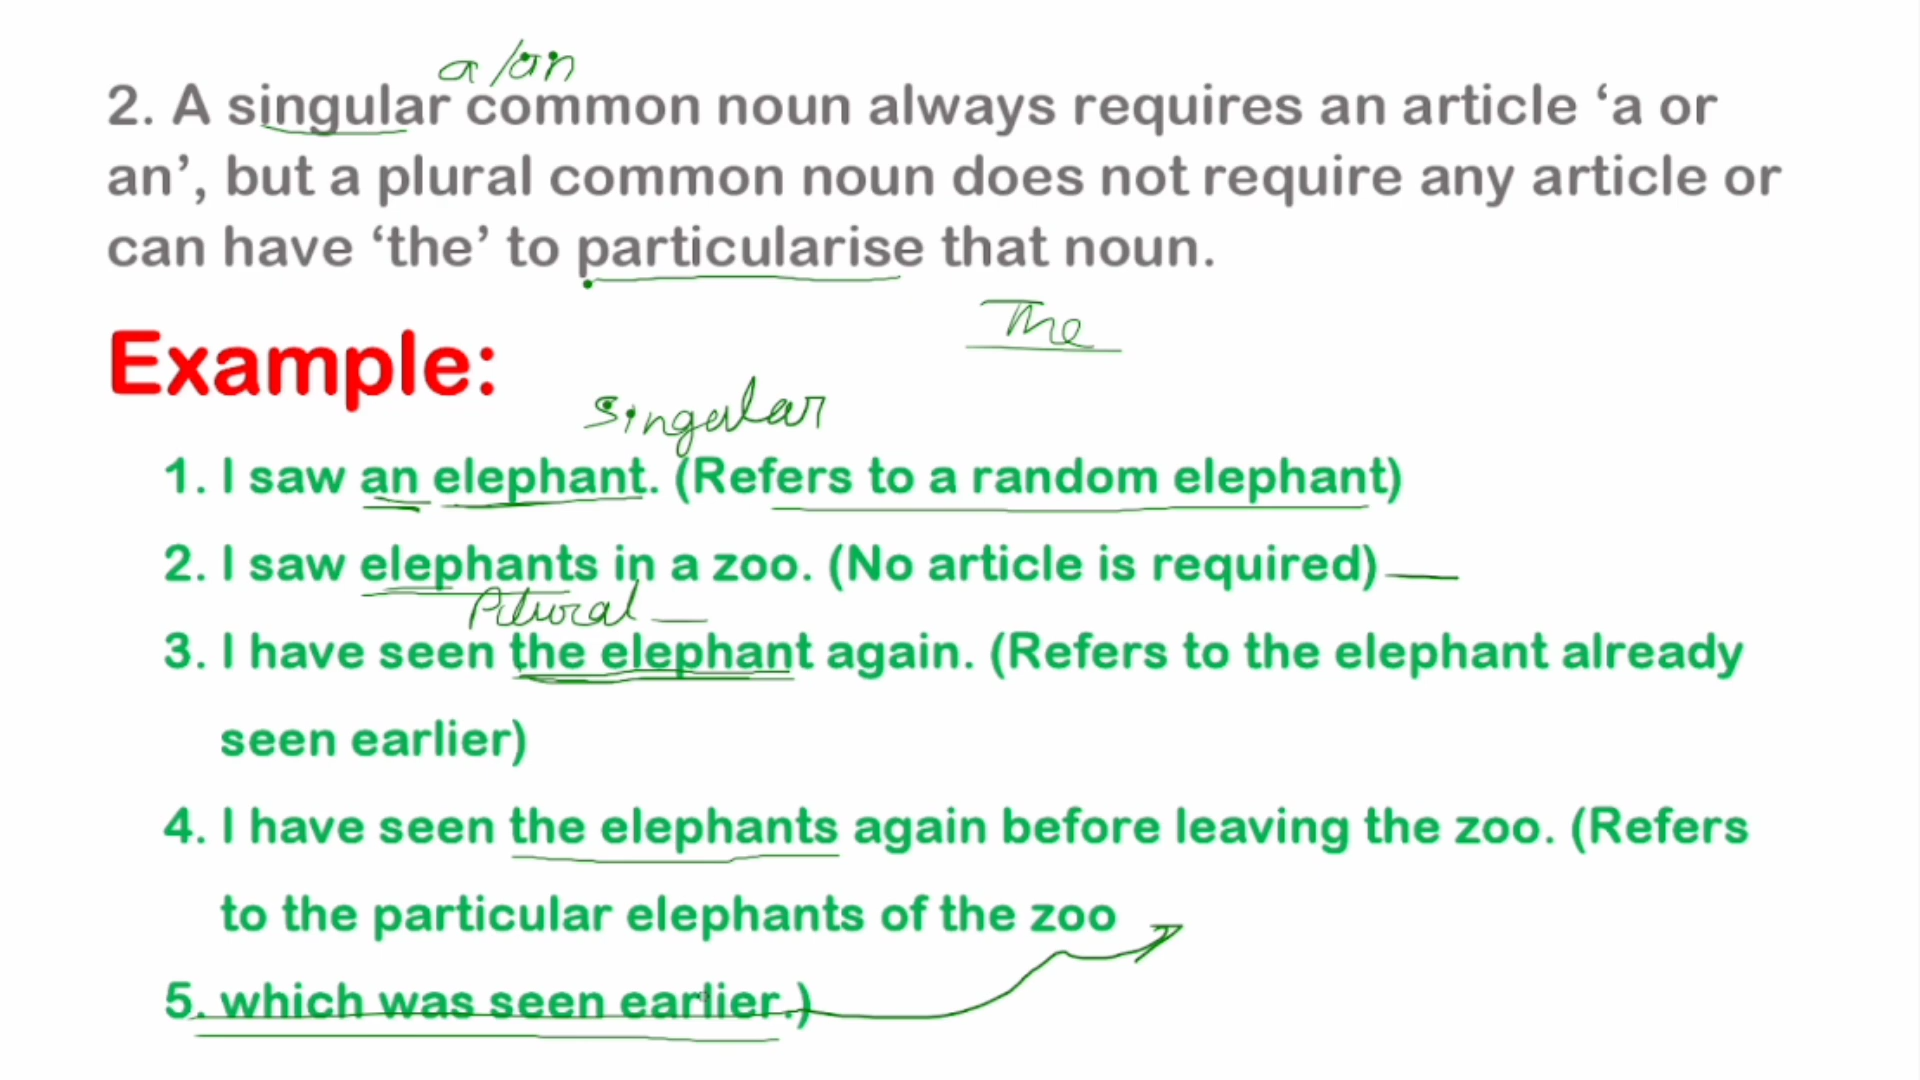 a/an
2. A singular common noun always requires an article ‘a or
an’, but a plural common noun does not require any article or
can have ‘the’ to particularise that noun.
The
Example:
Singular
1. I saw an elephant. (Refers to a random elephant)
2. I saw elephants in a zoo. (No article is required)
Plural
3. I have seen the elephant again. (Refers to the elephant already
seen earlier)
4. I have seen the elephants again before leaving the zoo. (Refers
to the particular elephants of the zoo
5. which was seen earlier.)